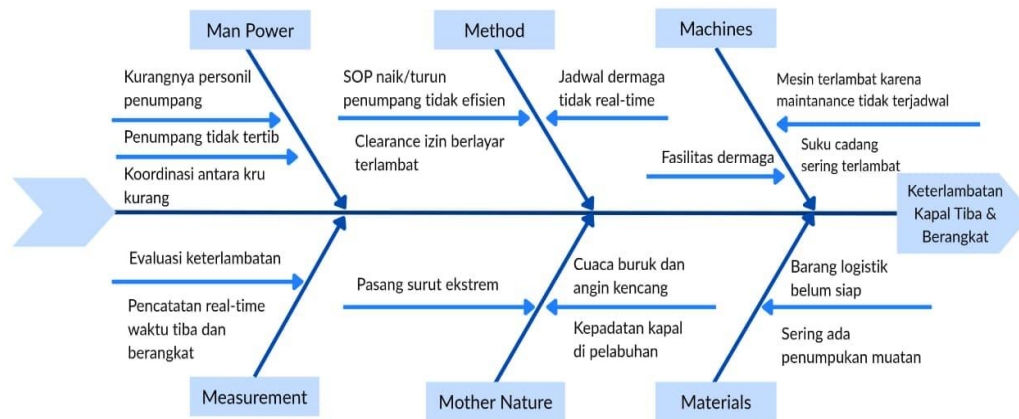 Man Power
Method
Machines
Kurangnya personil
penumpang
Penumpang tidak tertib
Koordinasi antara kru
kurang
SOP naik/turun
penumpang tidak efisien
Clearance izin berlayar
terlambat
Jadwal dermaga
tidak real-time
Mesin terlambat karena
maintanance tidak terjadwal
Fasilitas dermaga
Suku cadang
sering terlambat
Keterlambatan
Kapal Tiba &
Berangkat
Evaluasi keterlambatan
Pencatatan real-time
waktu tiba dan
berangkat
Pasang surut ekstrem
Cuaca buruk dan
angin kencang
Kepadatan kapal
di pelabuhan
Barang logistik
belum siap
Sering ada
penumpukan muatan
Measurement
Mother Nature
Materials